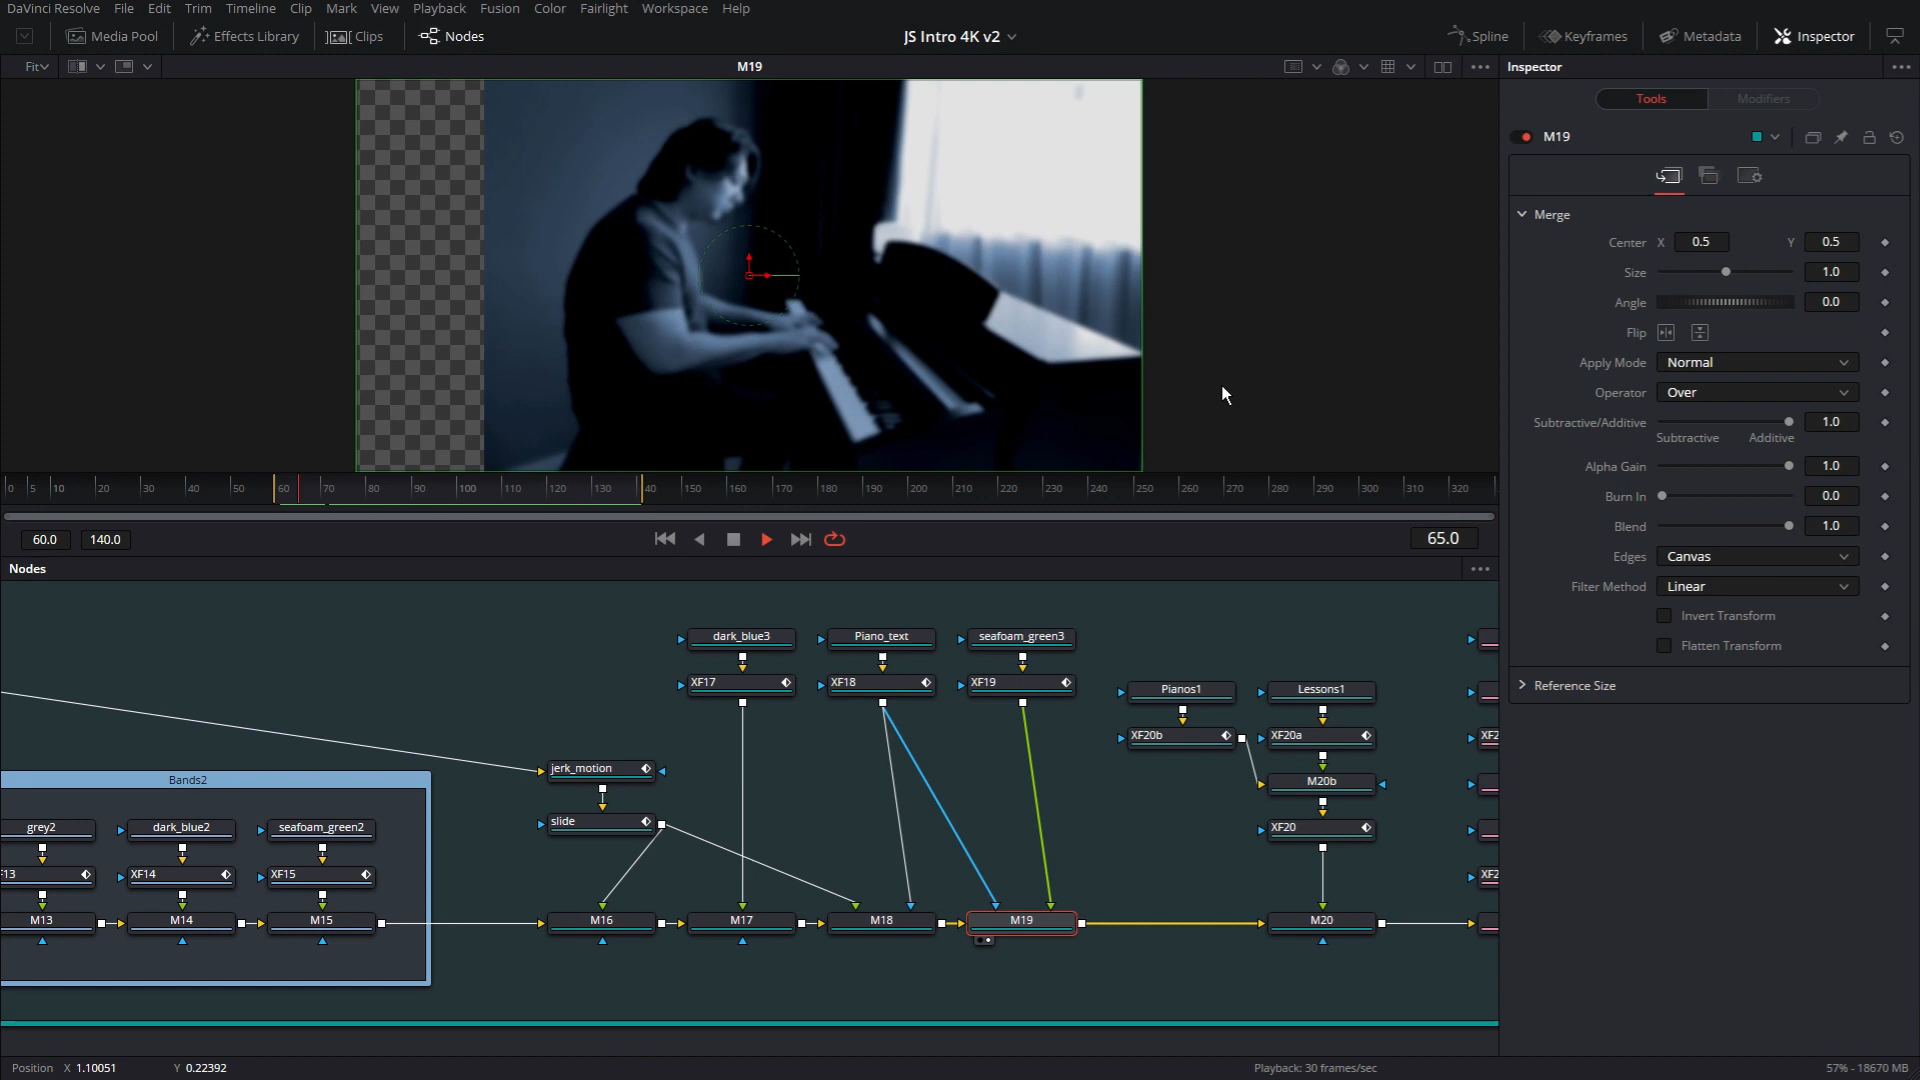 DaVinci Resolve File Edit Trim Timeline Clip Mark View Playback Fusion Color Fairlight Workspace Help
Media Pool Effects Library Clips Nodes JS Intro 4K v2 Spline Keyframes Metadata Inspector
Fit M19 Inspector
Tools Modifiers
M19
Merge
Center X 0.5 Y 0.5
Size 1.0
Angle 0.0
Flip
Apply Mode Normal
Operator Over
Subtractive/Additive 1.0
Subtractive Additive
Alpha Gain 1.0
Burn In 0.0
Blend 1.0
Edges Canvas
Filter Method Linear
Invert Transform
Flatten Transform
Reference Size
0 5 10 20 30 40 50 60 70 80 90 100 110 120 130 40 150 160 170 180 190 200 210 220 230 240 250 260 270 280 290 300 310 320
60.0 140.0 65.0
Nodes
dark_blue3 Piano_text seafoam_green3
XF17 XF18 XF19
Pianos1 Lessons1
XF20b XF20a XF2
jerk_motion M20b
Bands2
slide XF20
grey2 dark_blue2 seafoam_green2
F13 XF14 XF15 XF2
M13 M14 M15 M16 M17 M18 M19 M20
Position X 1.10051 Y 0.22392 Playback: 30 frames/sec 57% - 18670 MB